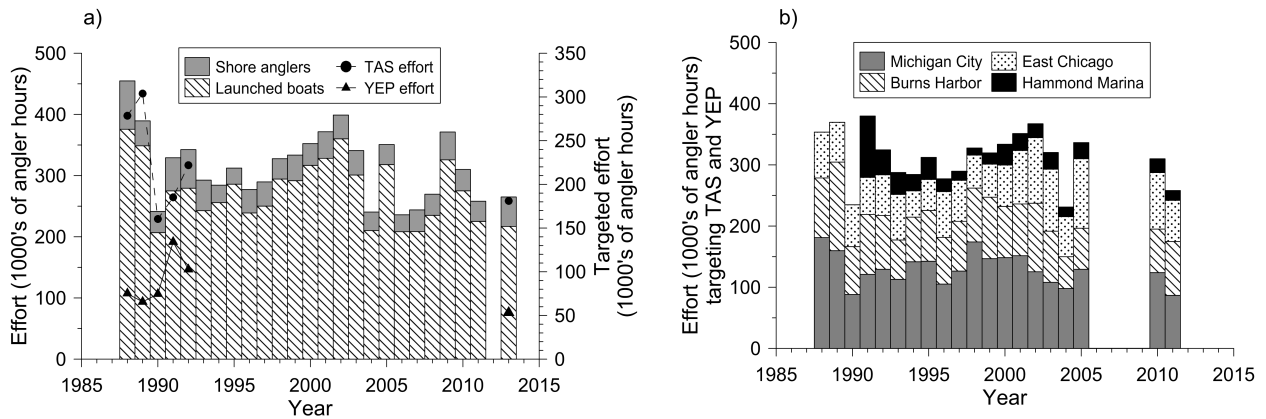 a)
Effort (1000's of angler hours)
500
400
300
200
100
0
Shore anglers
Launched boats
TAS effort
YEP effort
350
300
250
200
150
100
50
0
Targeted effort
(1000's of angler hours)
1985
1990
1995
2000
2005
2010
2015
Year
b)
Effort (1000's of angler hours)
targeting TAS and YEP
500
400
300
200
100
0
Michigan City
Burns Harbor
East Chicago
Hammond Marina
1985
1990
1995
2000
2005
2010
2015
Year